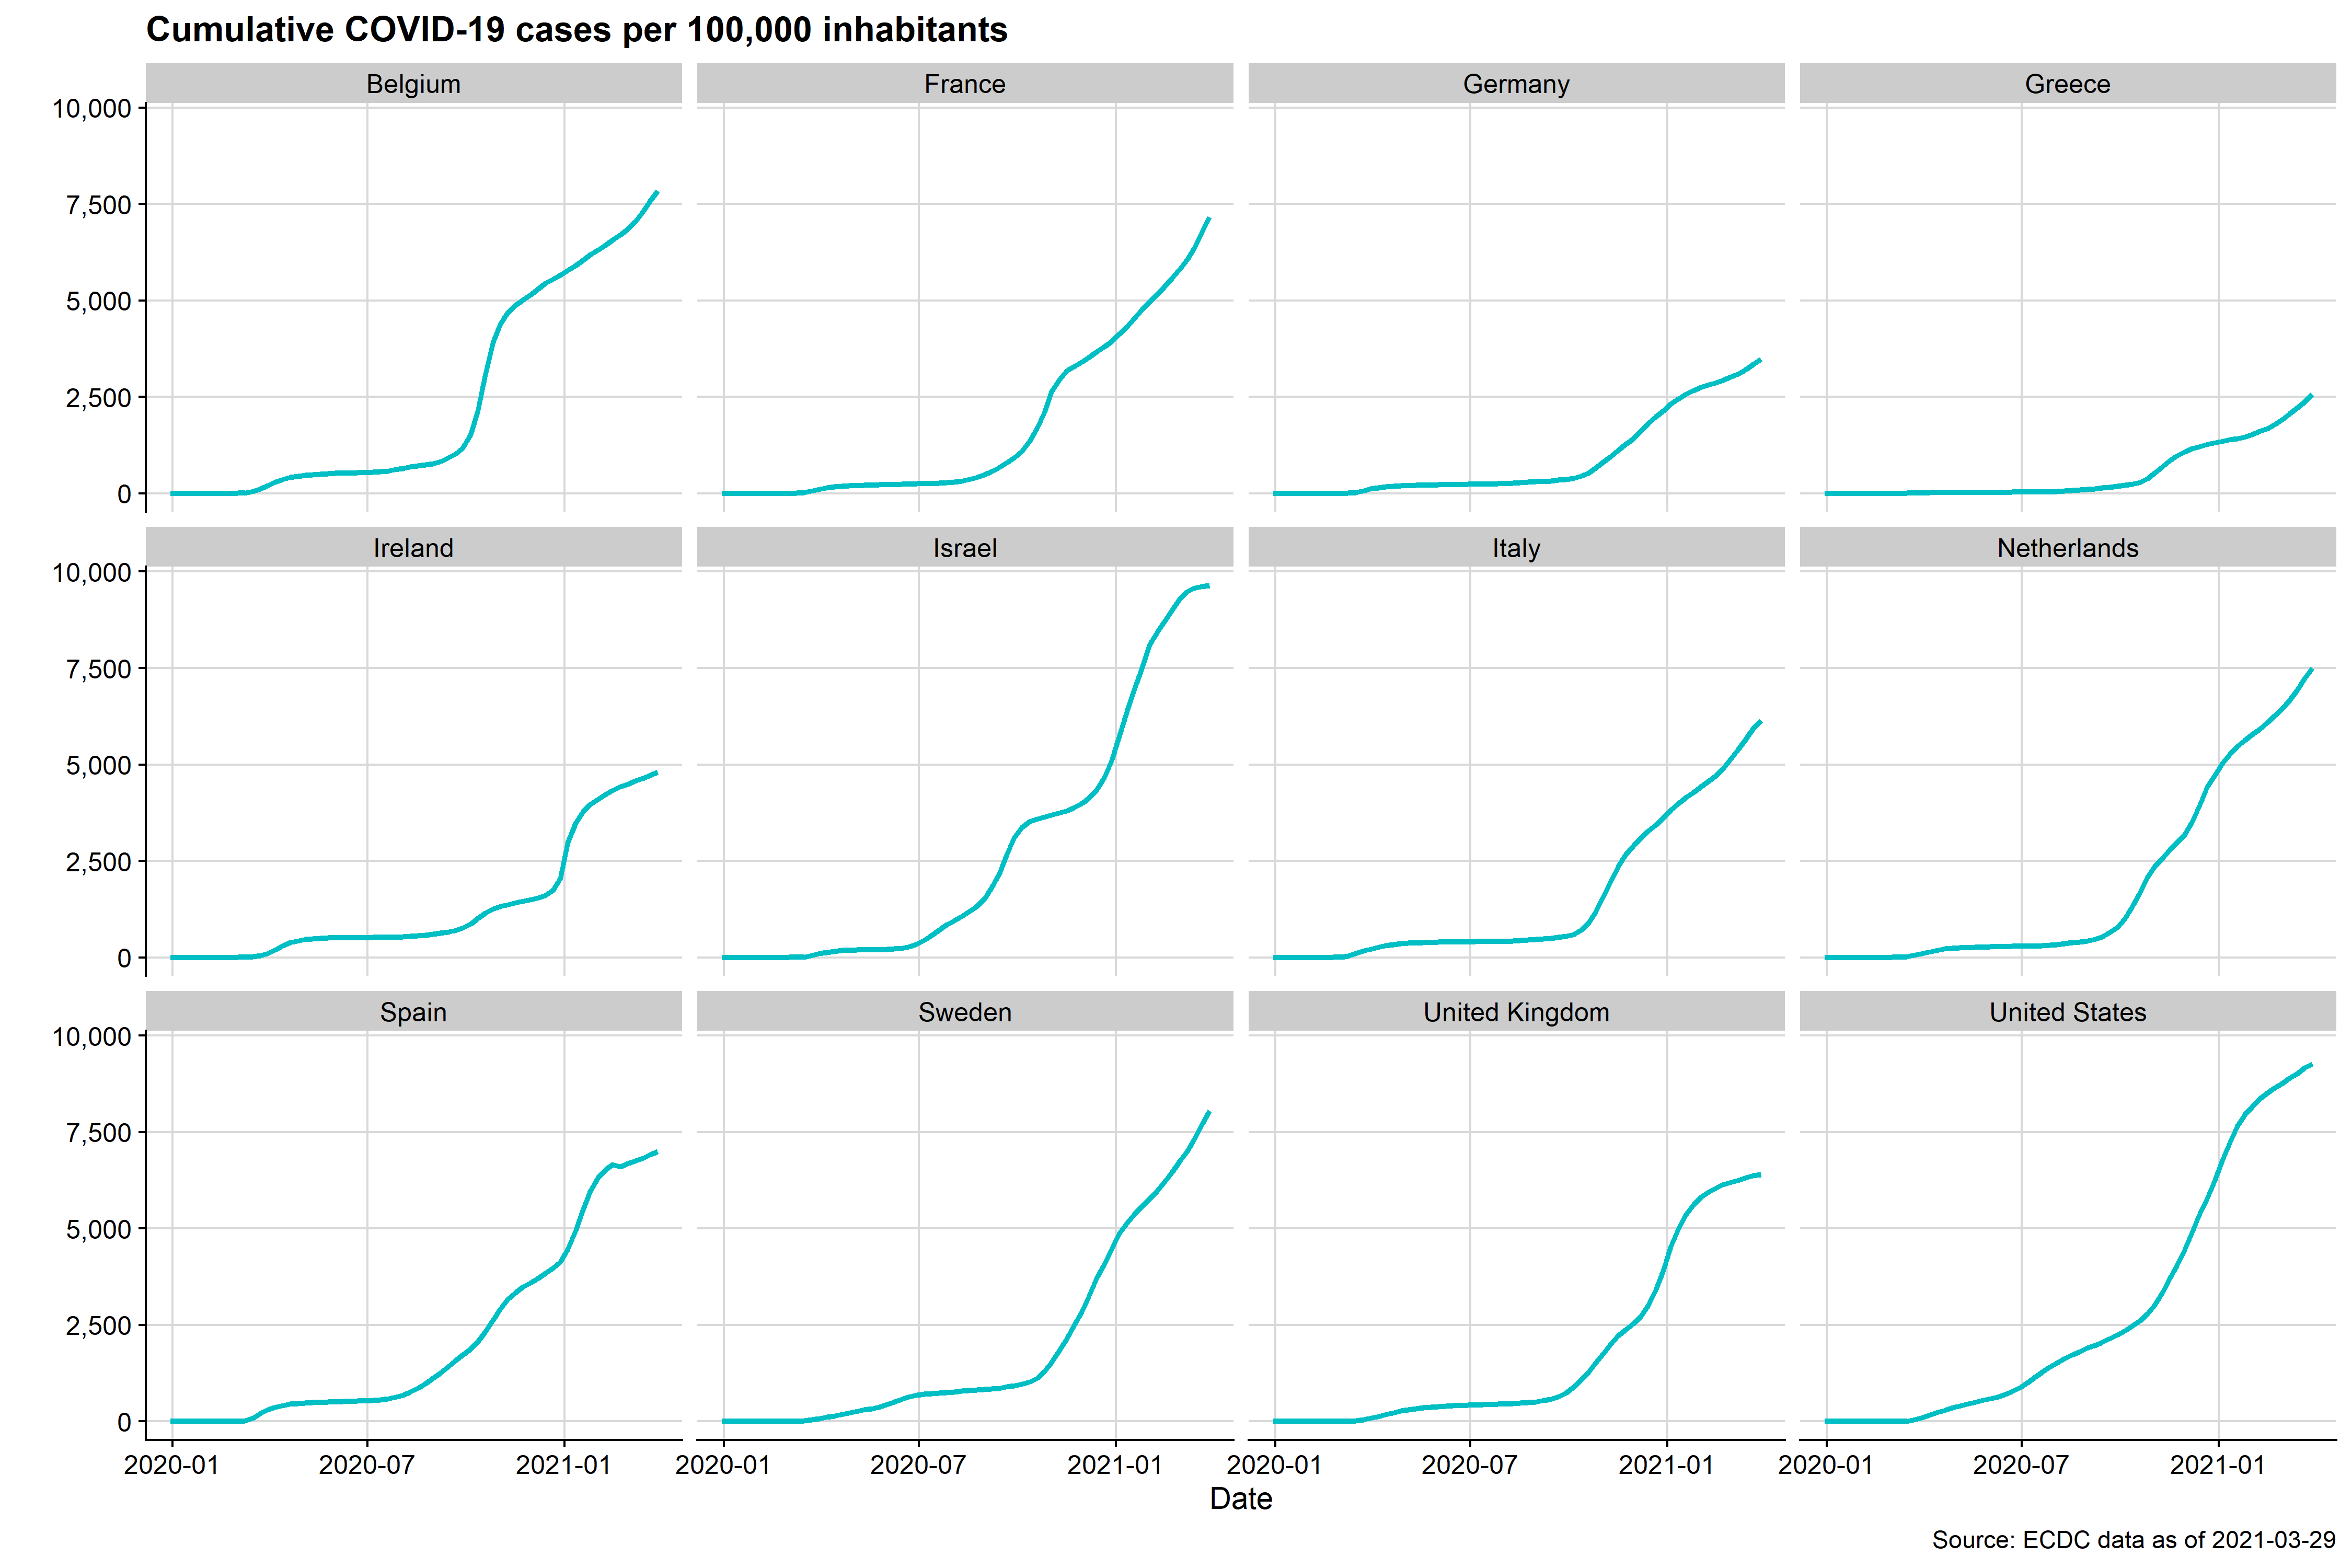 Cumulative COVID-19 cases per 100,000 inhabitants
Belgium France Germany Greece
10,000
7,500
5,000
2,500
0
Ireland Israel Italy Netherlands
10,000
7,500
5,000
2,500
0
Spain Sweden United Kingdom United States
10,000
7,500
5,000
2,500
0
2020-01 2020-07 2021-01 2020-01 2020-07 2021-01 2020-01 2020-07 2021-01 2020-01 2020-07 2021-01
Date
Source: ECDC data as of 2021-03-29